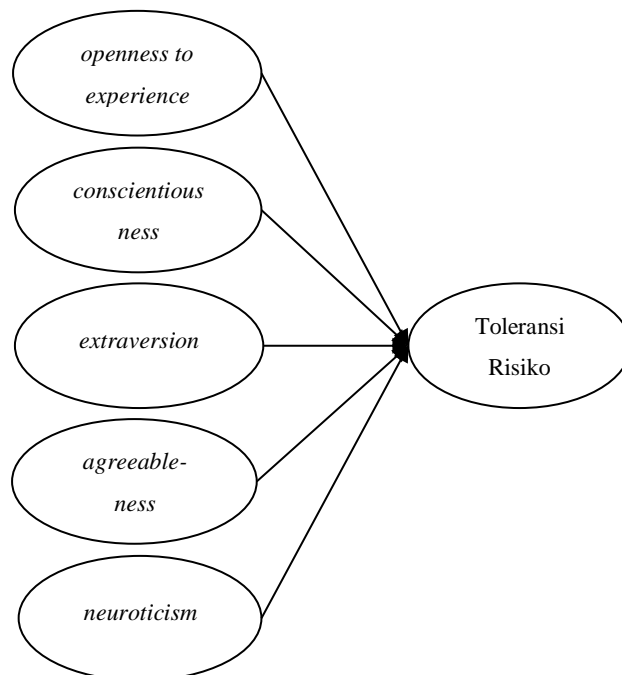 openness to
experience
conscientious
ness
extraversion
agreeable-
ness
neuroticism
Toleransi
Risiko